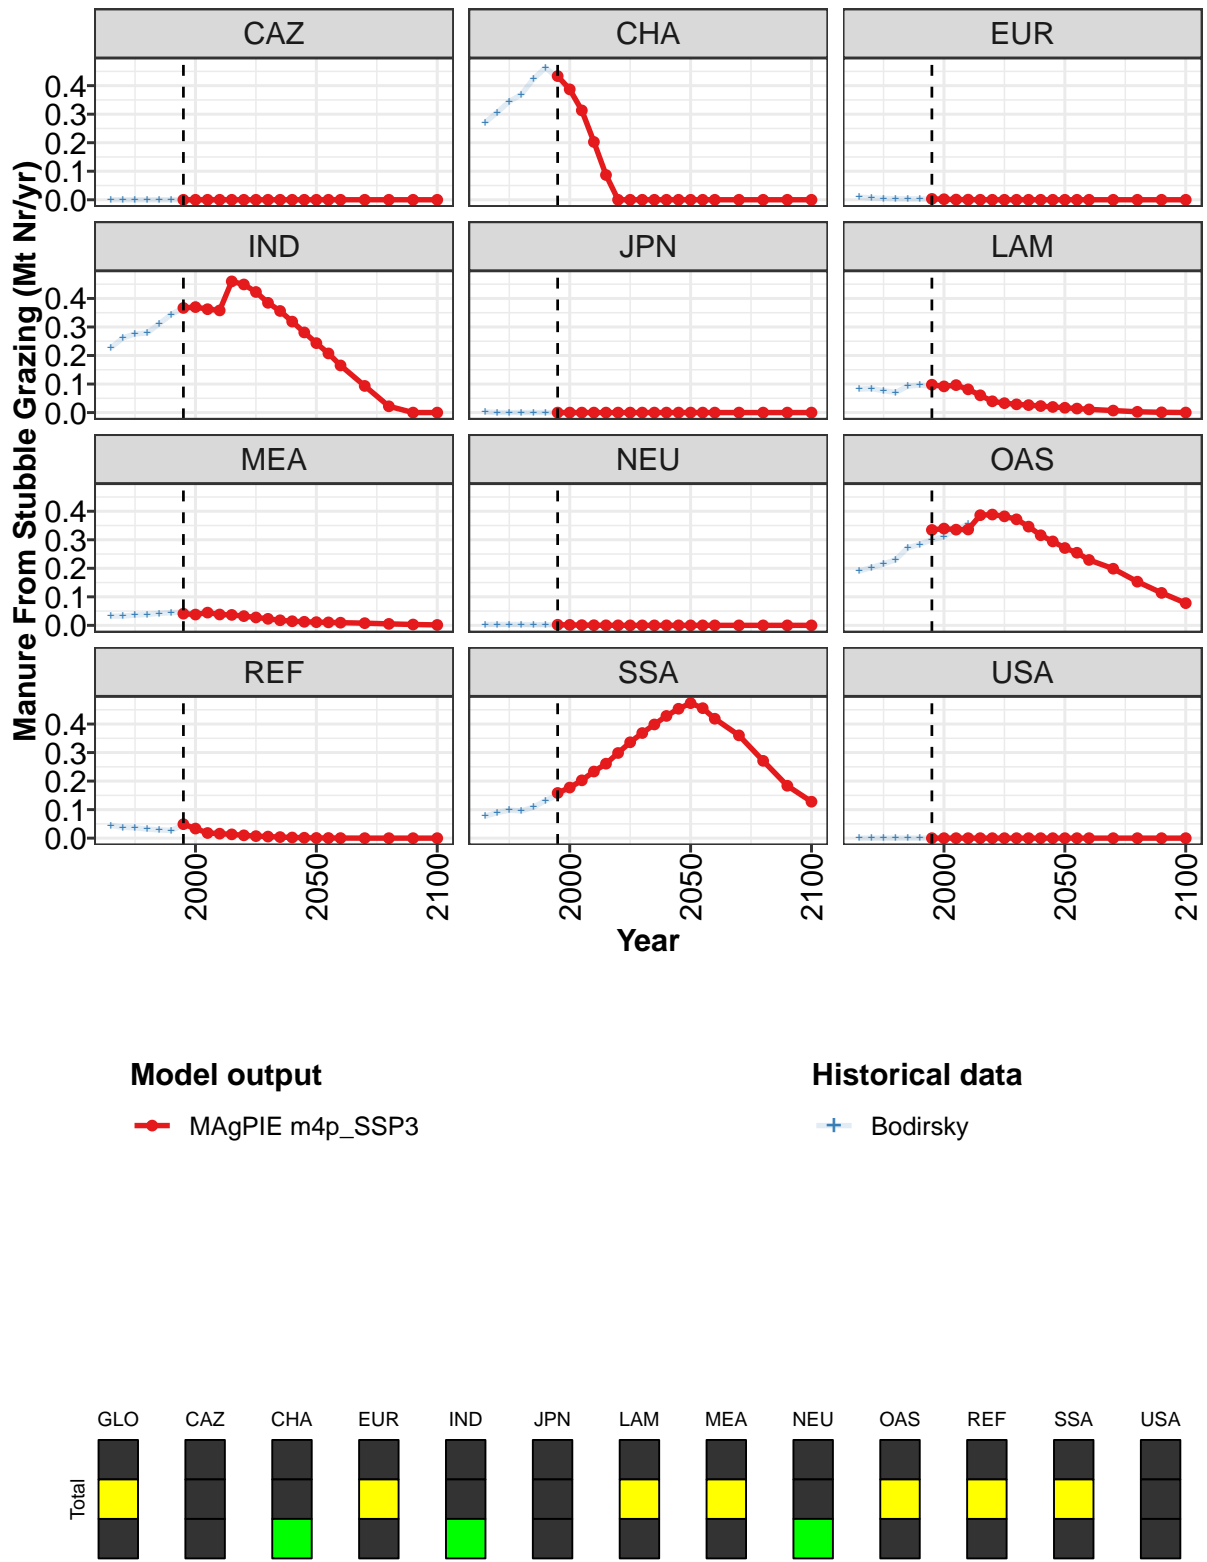 CAZ CHA EUR
0.4
0.3
0.2
0.1
0.0
IND JPN LAM
0.4
0.3
0.2
0.1
0.0
MEA NEU OAS
0.4
0.3
0.2
0.1
0.0
REF SSA USA
0.4
0.3
0.2
0.1
0.0
Manure From Stubble Grazing (Mt Nr/yr)
2000 2050 2100 2000 2050 2100 2000 2050 2100
Year
Model output Historical data
MAgPIE m4p_SSP3 Bodirsky
GLO CAZ CHA EUR IND JPN LAM MEA NEU OAS REF SSA USA
Total